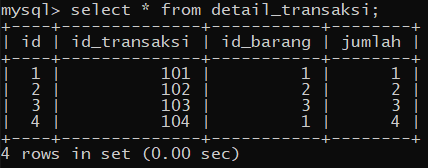 mysql> select * from detail_transaksi;
+----+--------------+-----------+--------+
| id | id_transaksi | id_barang | jumlah |
+----+--------------+-----------+--------+
|  1 |          101 |         1 |      1 |
|  2 |          102 |         2 |      2 |
|  3 |          103 |         3 |      3 |
|  4 |          104 |         1 |      4 |
+----+--------------+-----------+--------+
4 rows in set (0.00 sec)